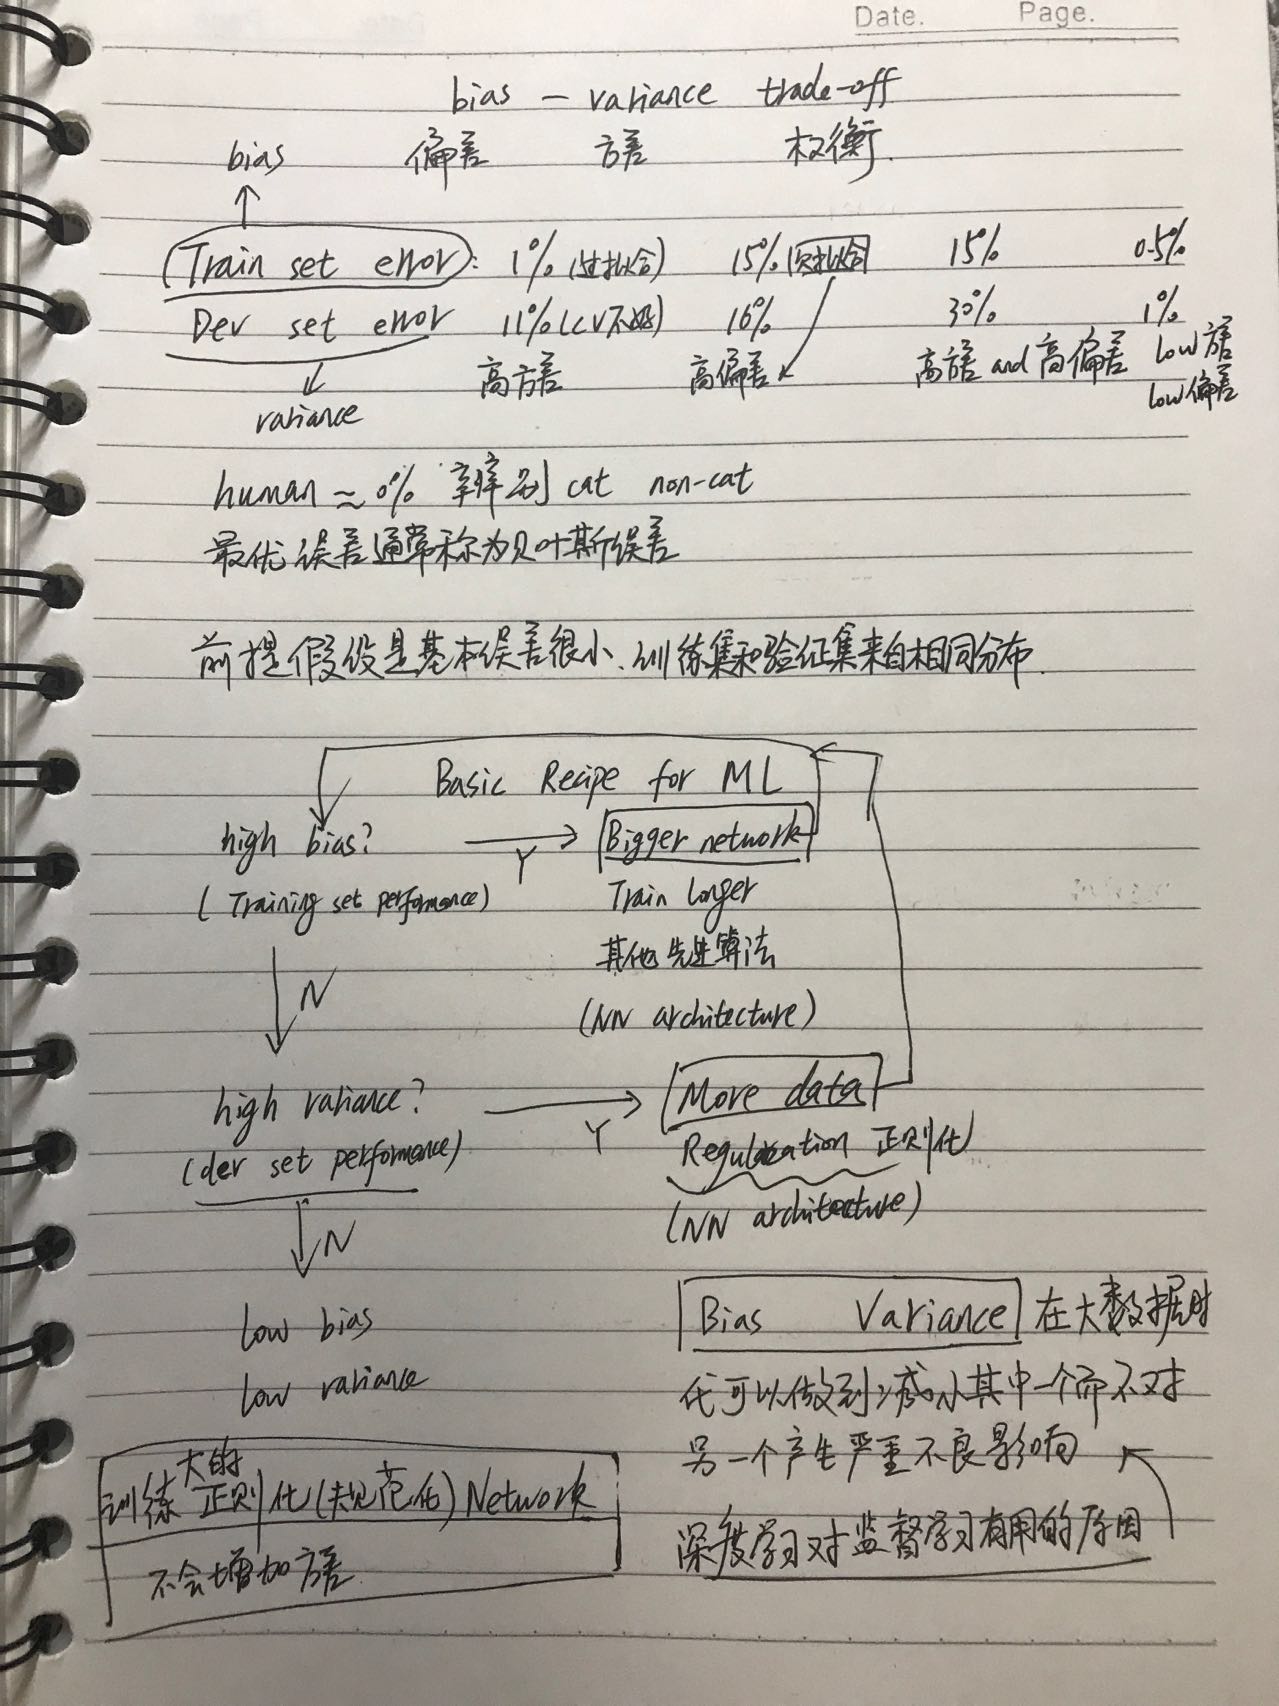 Date. Page.
bias - variance trade-off
bias 偏差 方差 权衡.
Train set error: 1% (过拟合) 15% (欠拟合) 15% 0.5%
Dev set error 11% (CV不好) 16% 30% 1%
高方差 高偏差 高方差 and 高偏差 low方差
variance low偏差
human ≈ 0% 辨别 cat non-cat
最优误差通常称为贝叶斯误差
前提假设是基本误差很小、训练集和验证集来自相同分布.
Basic Recipe for ML
high bias? Y Bigger network
(Training set performance) Train longer
其他先进算法
N (NN architecture)
high variance? Y More data
(dev set performance) Regularization 正则化
N (NN architecture)
low bias
low variance
Bias Variance 在大数据时
代可以做到减小其中一个而不对
另一个产生严重不良影响
深度学习对监督学习有用的原因
训练大的正则化(规范化) Network
不会增加方差